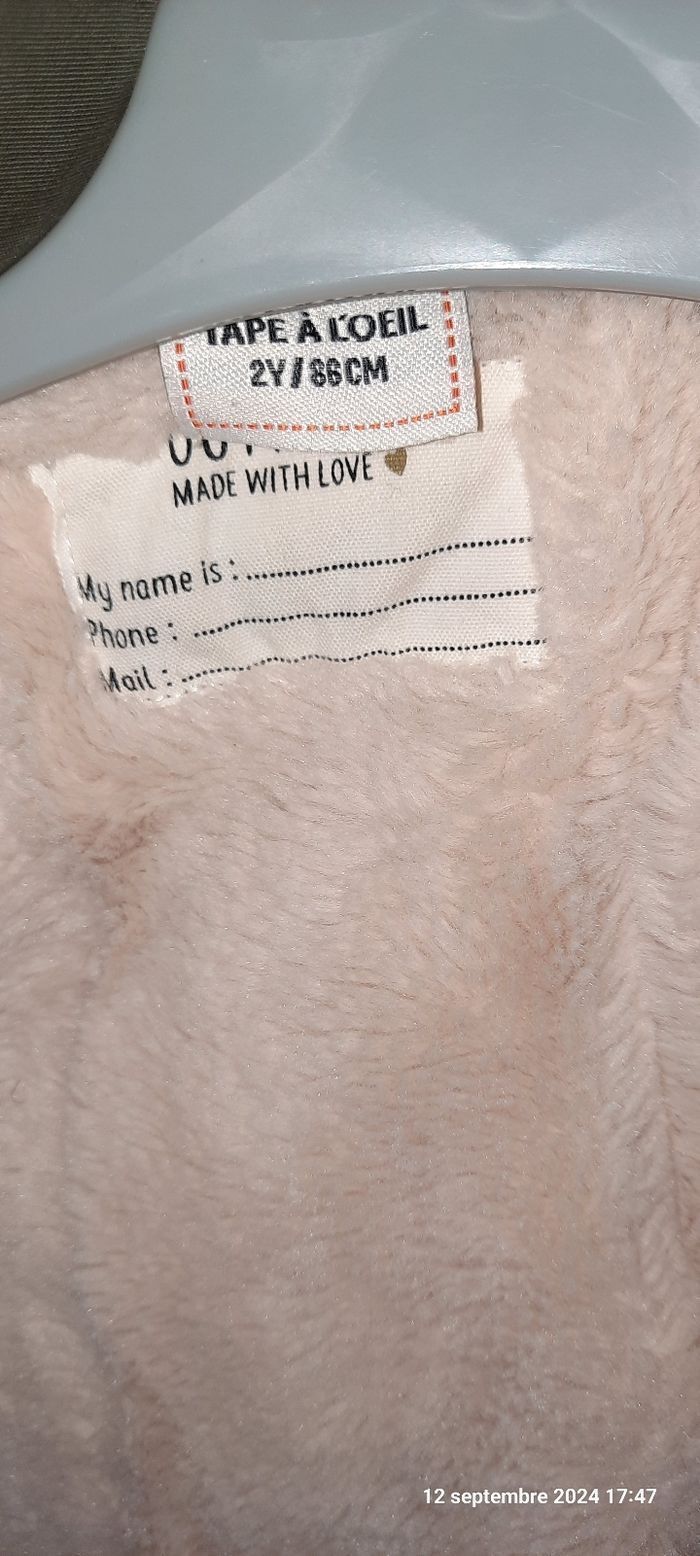 TAPE À L'OEIL
2Y/86CM
MADE WITH LOVE
My name is :
Phone :
Mail :
12 septembre 2024 17:47